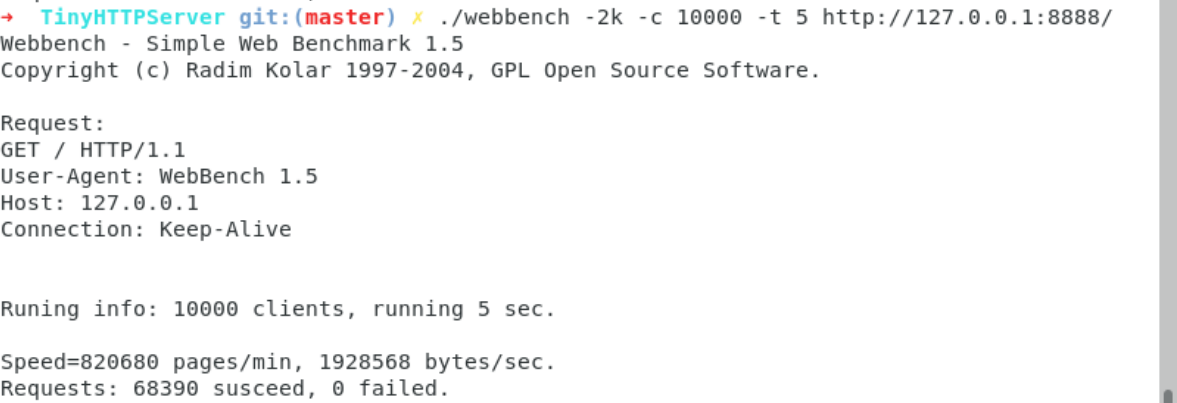 ➜  TinyHTTPServer git:(master) ✗ ./webbench -2k -c 10000 -t 5 http://127.0.0.1:8888/
Webbench - Simple Web Benchmark 1.5
Copyright (c) Radim Kolar 1997-2004, GPL Open Source Software.
Request:
GET / HTTP/1.1
User-Agent: WebBench 1.5
Host: 127.0.0.1
Connection: Keep-Alive
Runing info: 10000 clients, running 5 sec.
Speed=820680 pages/min, 1928568 bytes/sec.
Requests: 68390 susceed, 0 failed.